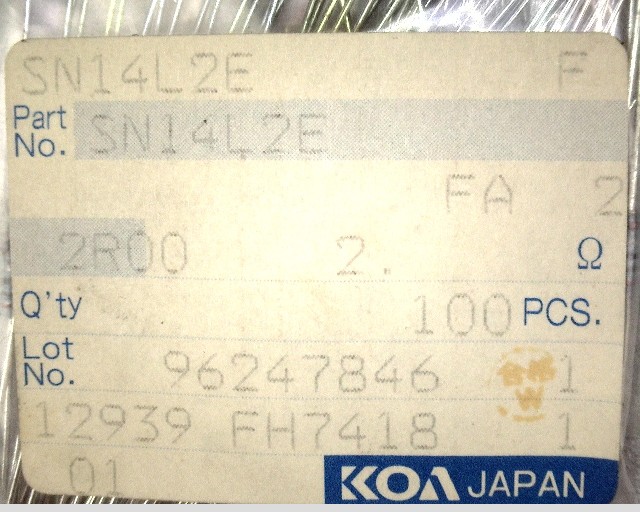 SN14L2E F
Part No. SN14L2E
FA 2
2R00 2. Ω
Q'ty 100 PCS.
Lot No. 96247846 1
12939 FH7418 1
01
KOA JAPAN